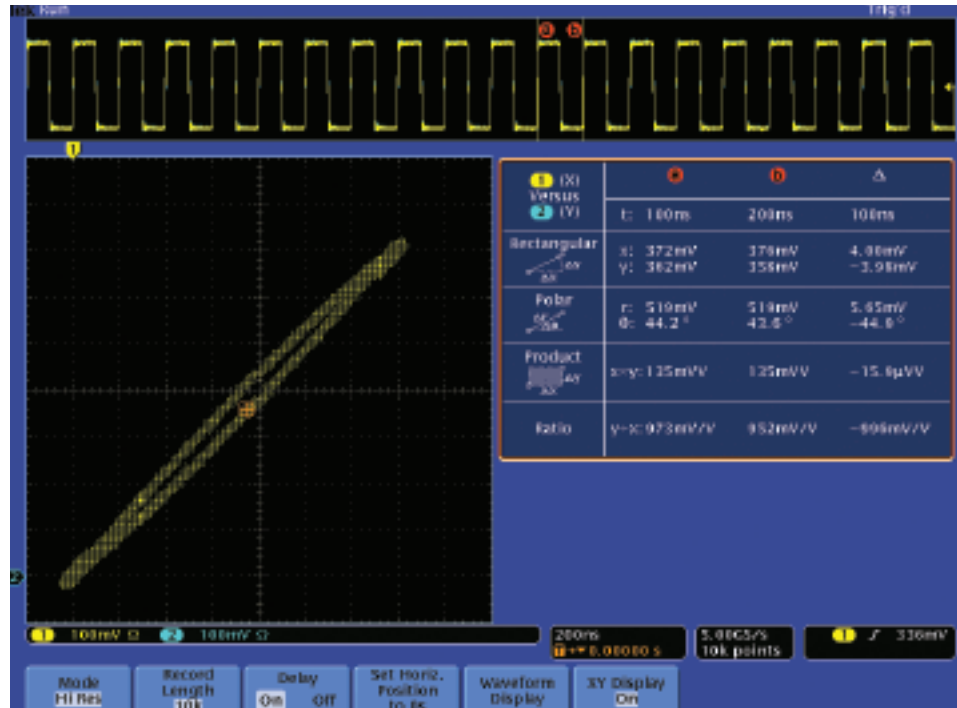 Run Trig'd
a b
1
1 (X)
Versus
2 (Y)
a b Δ
t: 100ns 200ns 100ns
Rectangular
x: 372mV 376mV 4.00mV
y: 362mV 358mV −3.98mV
Polar
r: 519mV 519mV 5.65mV
θ: 44.2° 43.6° −44.9°
Product
x×y: 135mVV 135mVV
Ratio
y÷x: 973mV/V 952mV/V
2
1 100mV Ω 2 100mV Ω
200ns
0.00000 s
5.00GS/s
10k points
1 336mV
Mode
Hi Res
Record
Length
10k
Delay
On Off
Set Horiz.
Position
to 0s
Waveform
Display
XY Display
On